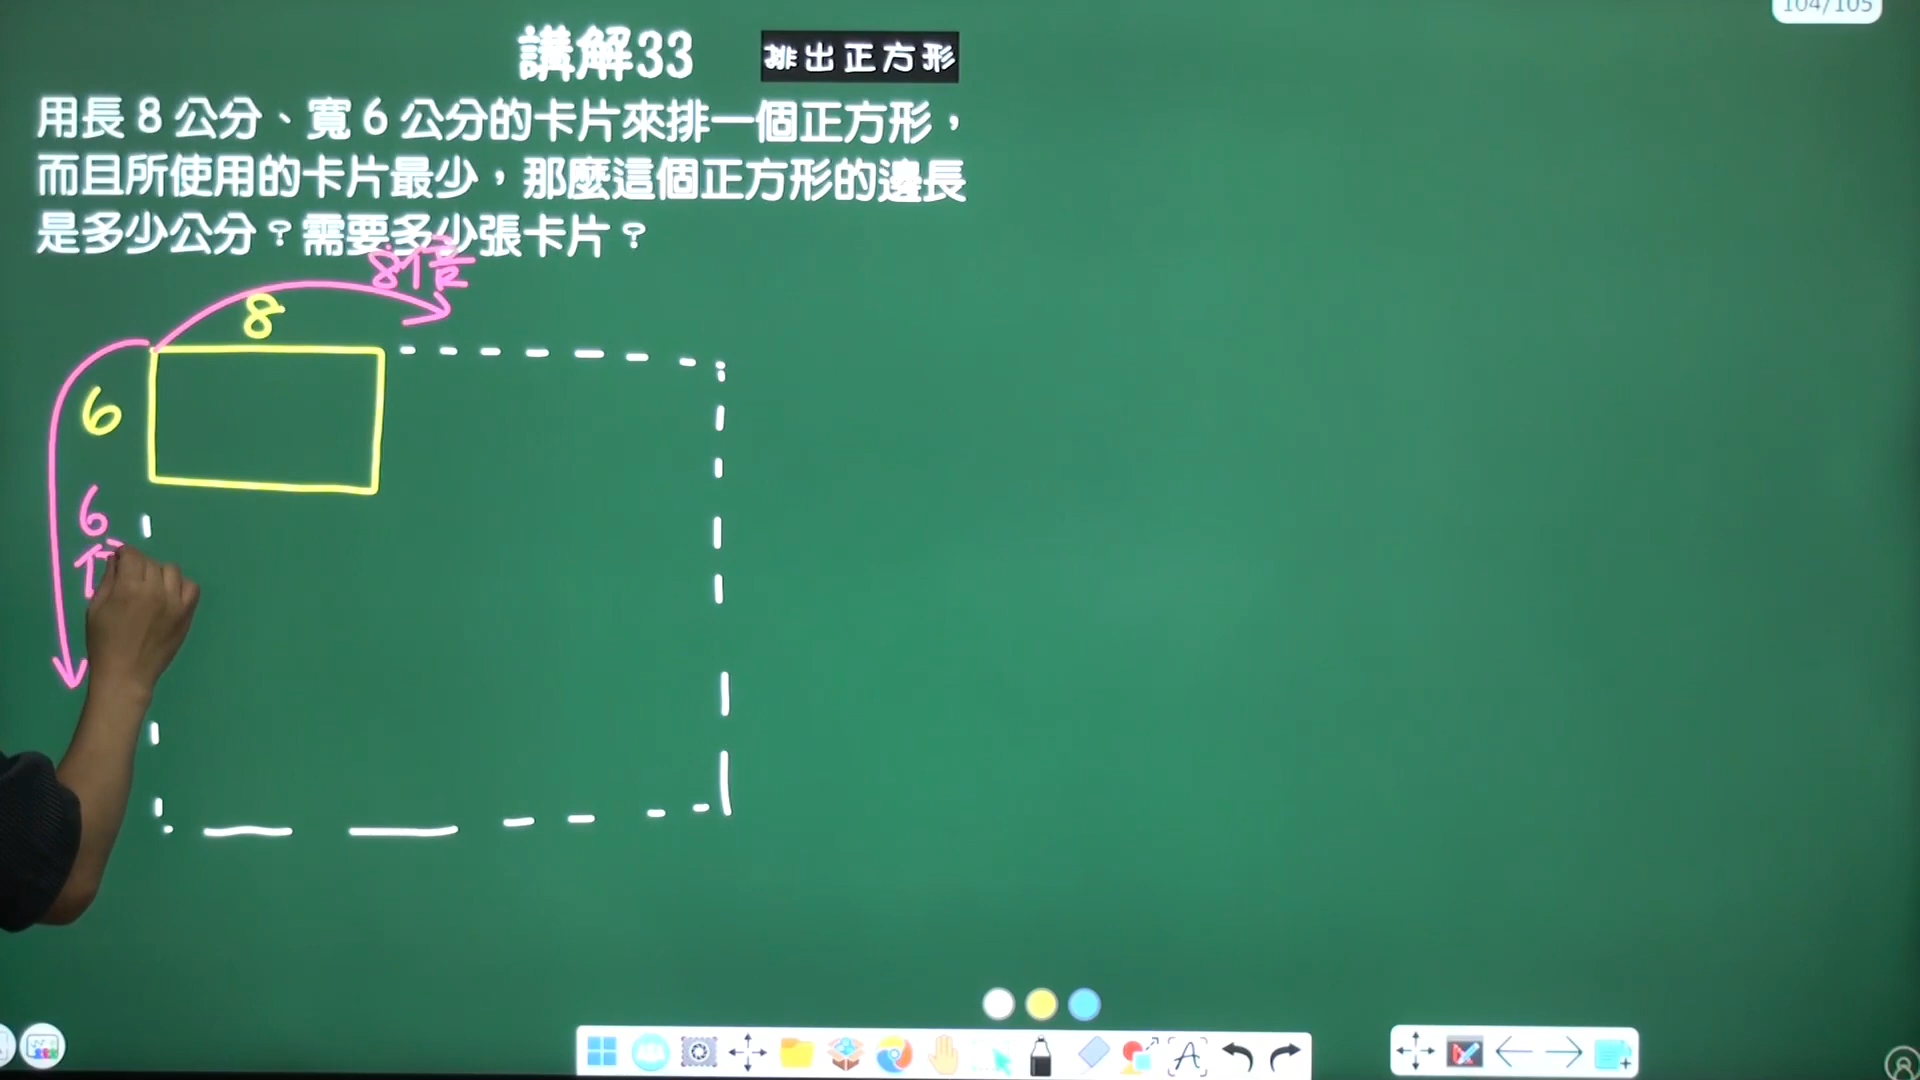 104/105
講解33 排出正方形
用長 8 公分、寬 6 公分的卡片來排一個正方形，
而且所使用的卡片最少，那麼這個正方形的邊長
是多少公分？需要多少張卡片？
8倍
8
6
6